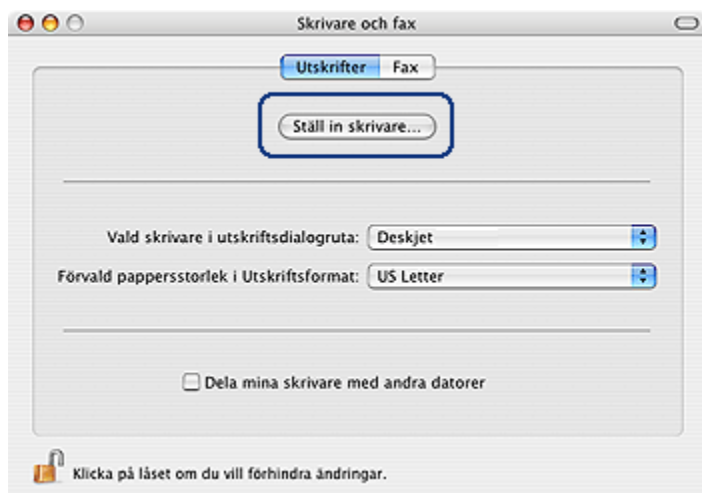 Skrivare och fax
Utskrifter Fax
Ställ in skrivare...
Vald skrivare i utskriftsdialogruta: Deskjet
Förvald pappersstorlek i Utskriftsformat: US Letter
Dela mina skrivare med andra datorer
Klicka på låset om du vill förhindra ändringar.